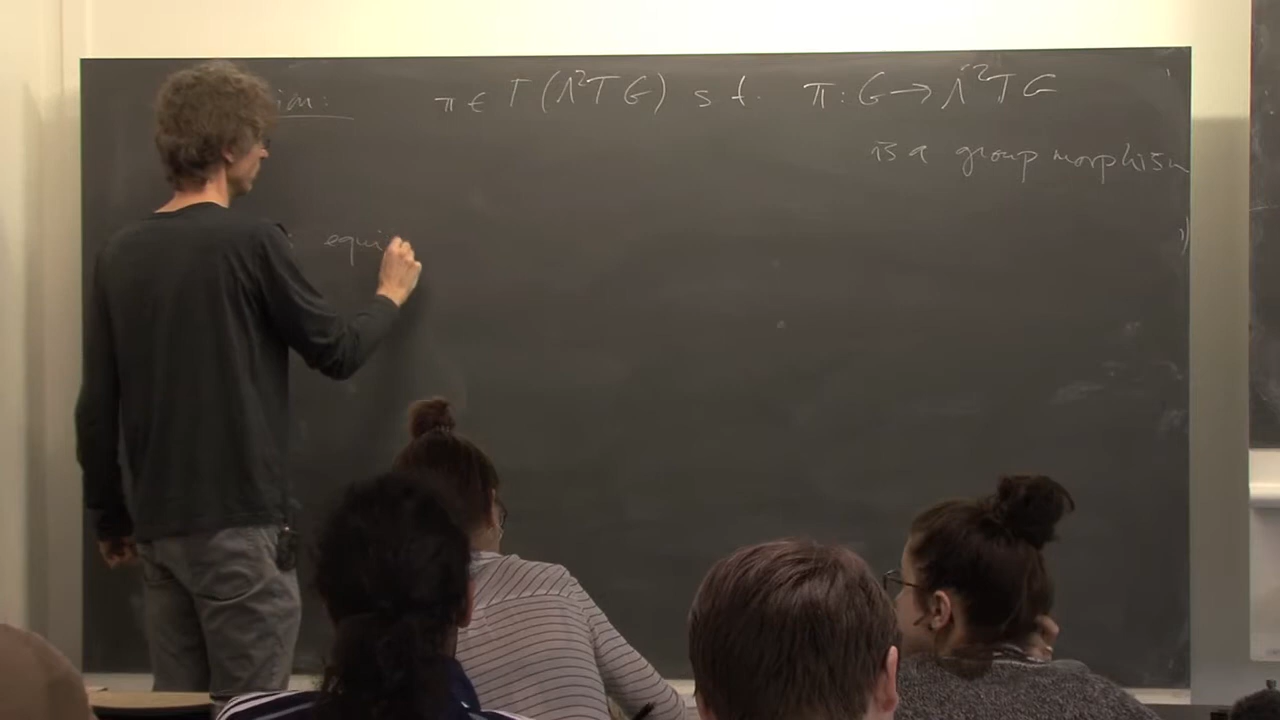 π ∈ Γ(Λ²TG) s.t. π: G → Λ²TG
is a group morphism
equi